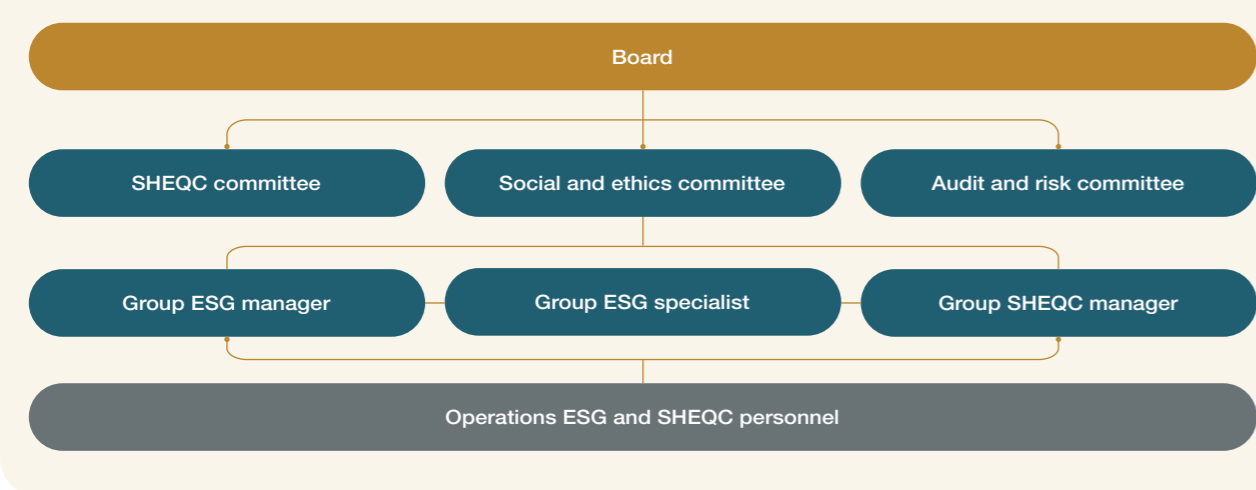 Board
SHEQC committee
Social and ethics committee
Audit and risk committee
Group ESG manager
Group ESG specialist
Group SHEQC manager
Operations ESG and SHEQC personnel